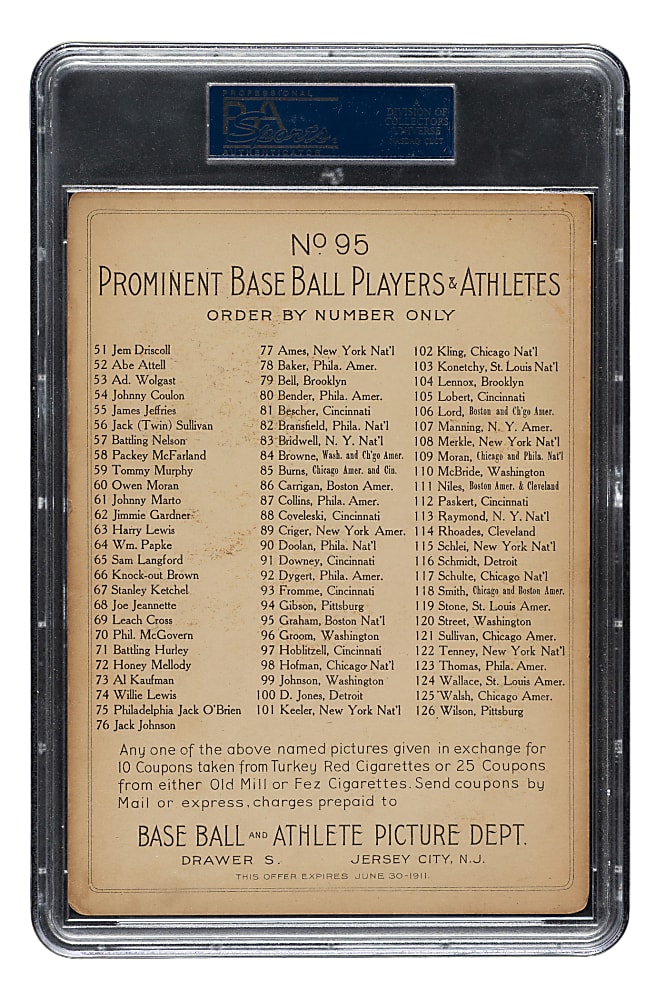 PROFESSIONAL
PSA
Sports
AUTHENTICATOR
A
DIVISION OF
COLLECTORS
UNIVERSE
NASDAQ: CLCT
Nº 95
PROMINENT BASE BALL PLAYERS & ATHLETES
ORDER BY NUMBER ONLY
51 Jem Driscoll
52 Abe Attell
53 Ad. Wolgast
54 Johnny Coulon
55 James Jeffries
56 Jack (Twin) Sullivan
57 Battling Nelson
58 Packey McFarland
59 Tommy Murphy
60 Owen Moran
61 Johnny Marto
62 Jimmie Gardner
63 Harry Lewis
64 Wm. Papke
65 Sam Langford
66 Knock-out Brown
67 Stanley Ketchel
68 Joe Jeannette
69 Leach Cross
70 Phil. McGovern
71 Battling Hurley
72 Honey Mellody
73 Al Kaufman
74 Willie Lewis
75 Philadelphia Jack O'Brien
76 Jack Johnson
77 Ames, New York Nat'l
78 Baker, Phila. Amer.
79 Bell, Brooklyn
80 Bender, Phila. Amer.
81 Bescher, Cincinnati
82 Bransfield, Phila. Nat'l
83 Bridwell, N. Y. Nat'l
84 Browne, Wash. and Ch'go Amer.
85 Burns, Chicago Amer. and Cin.
86 Carrigan, Boston Amer.
87 Collins, Phila. Amer.
88 Coveleski, Cincinnati
89 Criger, New York Amer.
90 Doolan, Phila. Nat'l
91 Downey, Cincinnati
92 Dygert, Phila. Amer.
93 Fromme, Cincinnati
94 Gibson, Pittsburg
95 Graham, Boston Nat'l
96 Groom, Washington
97 Hoblitzell, Cincinnati
98 Hofman, Chicago Nat'l
99 Johnson, Washington
100 D. Jones, Detroit
101 Keeler, New York Nat'l
102 Kling, Chicago Nat'l
103 Konetchy, St. Louis Nat'l
104 Lennox, Brooklyn
105 Lobert, Cincinnati
106 Lord, Boston and Ch'go Amer.
107 Manning, N. Y. Amer.
108 Merkle, New York Nat'l
109 Moran, Chicago and Phila. Nat'l
110 McBride, Washington
111 Niles, Boston Amer. & Cleveland
112 Paskert, Cincinnati
113 Raymond, N. Y. Nat'l
114 Rhoades, Cleveland
115 Schlei, New York Nat'l
116 Schmidt, Detroit
117 Schulte, Chicago Nat'l
118 Smith, Chicago and Boston Amer.
119 Stone, St. Louis Amer.
120 Street, Washington
121 Sullivan, Chicago Amer.
122 Tenney, New York Nat'l
123 Thomas, Phila. Amer.
124 Wallace, St. Louis Amer.
125 Walsh, Chicago Amer.
126 Wilson, Pittsburg
Any one of the above named pictures given in exchange for
10 Coupons taken from Turkey Red Cigarettes or 25 Coupons
from either Old Mill or Fez Cigarettes. Send coupons by
Mail or express, charges prepaid to
BASE BALL AND ATHLETE PICTURE DEPT.
DRAWER S. JERSEY CITY, N.J.
THIS OFFER EXPIRES JUNE 30-1911.